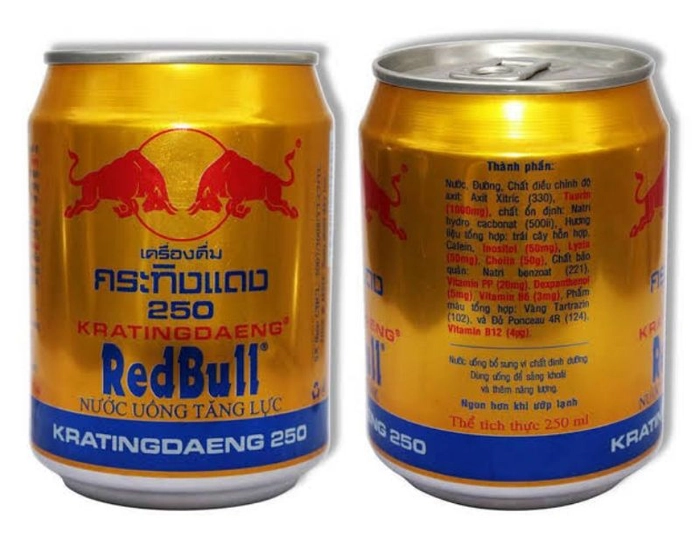 เครื่องดื่ม
กระทิงแดง
250
KRATINGDAENG®
RedBull®
NƯỚC UỐNG TĂNG LỰC
KRATINGDAENG 250
Thành phần:
Nước, Đường, Chất điều chỉnh độ
axit: Axit Xitric (330), Taurin
(1000mg), chất ổn định: Natri
hydro cacbonat (500ii), Hương
liệu tổng hợp: trái cây hỗn hợp,
Cafein, Inositol (50mg), Lysin
(90mg), Cholin (50g), Chất bảo
quản: Natri benzoat (221),
Vitamin PP (20mg), Dexpanthenol
(5mg), Vitamin B6 (3mg), Phẩm
màu tổng hợp: Vàng Tartrazin
(102), và Đỏ Ponceau 4R (124),
Vitamin B12 (4µg).
Nước uống bổ sung vi chất dinh dưỡng
Dùng uống để sảng khoái
và thêm năng lượng.
Ngon hơn khi ướp lạnh
Thể tích thực 250 ml
NG 250
KRATIN